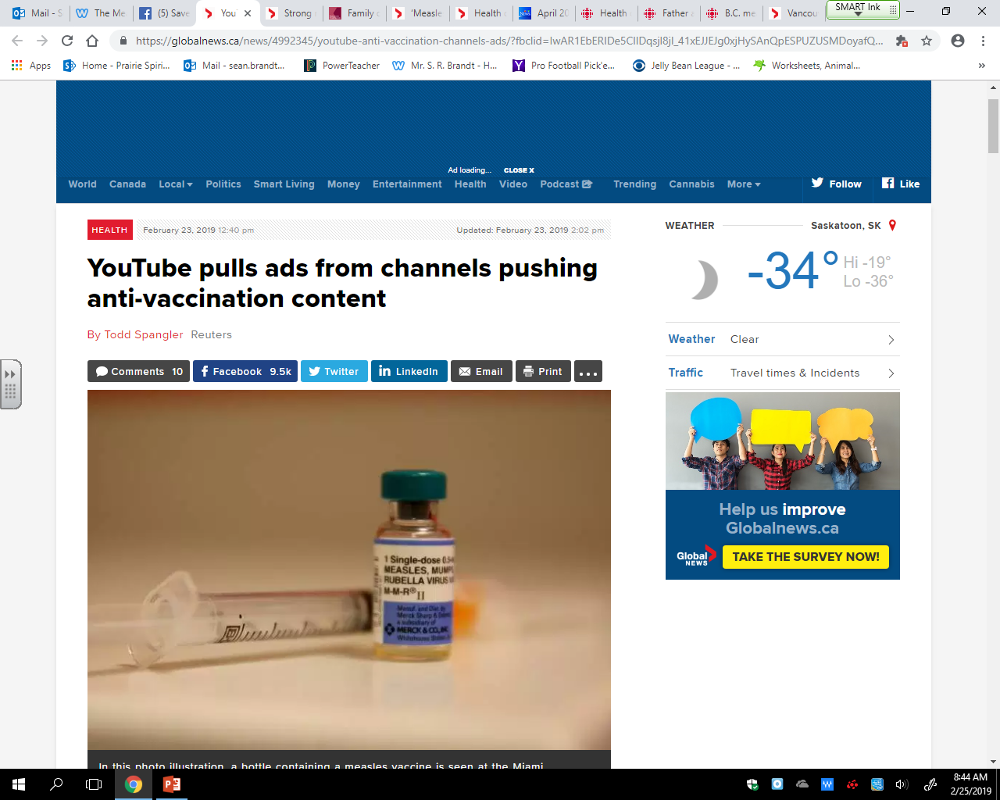 Mail - S
The Me
(5) Save
You
Strong
Family c
'Measle
Health c
April 20
Health
Father a
B.C. me
Vancou
SMART Ink
https://globalnews.ca/news/4992345/youtube-anti-vaccination-channels-ads/?fbclid=
Apps
Home - Prairie Spiri...
Mail - sean.brandt...
PowerTeacher
Mr. S. R. Brandt - H...
Pro Football Pick'e...
Jelly Bean League - ...
Worksheets, Animal...
»
Ad loading... CLOSE X
World Canada Local Politics Smart Living Money Entertainment Health Video Podcast Trending Cannabis More Follow Like
HEALTH February 23, 2019 12:40 pm Updated: February 23, 2019 2:02 pm
YouTube pulls ads from channels pushing
anti-vaccination content
By Todd Spangler Reuters
Comments 10 Facebook 9.5k Twitter LinkedIn Email Print ...
1 Single-dose
MEASLES, MUMP
RUBELLA VIRUS
M-M-R® II
Manuf. and Dist. by
Merck Sharp &
a subsidiary of
MERCK & CO., INC.
In this photo illustration, a bottle containing a measles vaccine is seen at the Miami
WEATHER Saskatoon, SK
-34° Hi -19°
Lo -36°
Weather Clear
Traffic Travel times & Incidents
Help us improve
Globalnews.ca
Global
NEWS
TAKE THE SURVEY NOW!
8:44 AM
2/25/2019